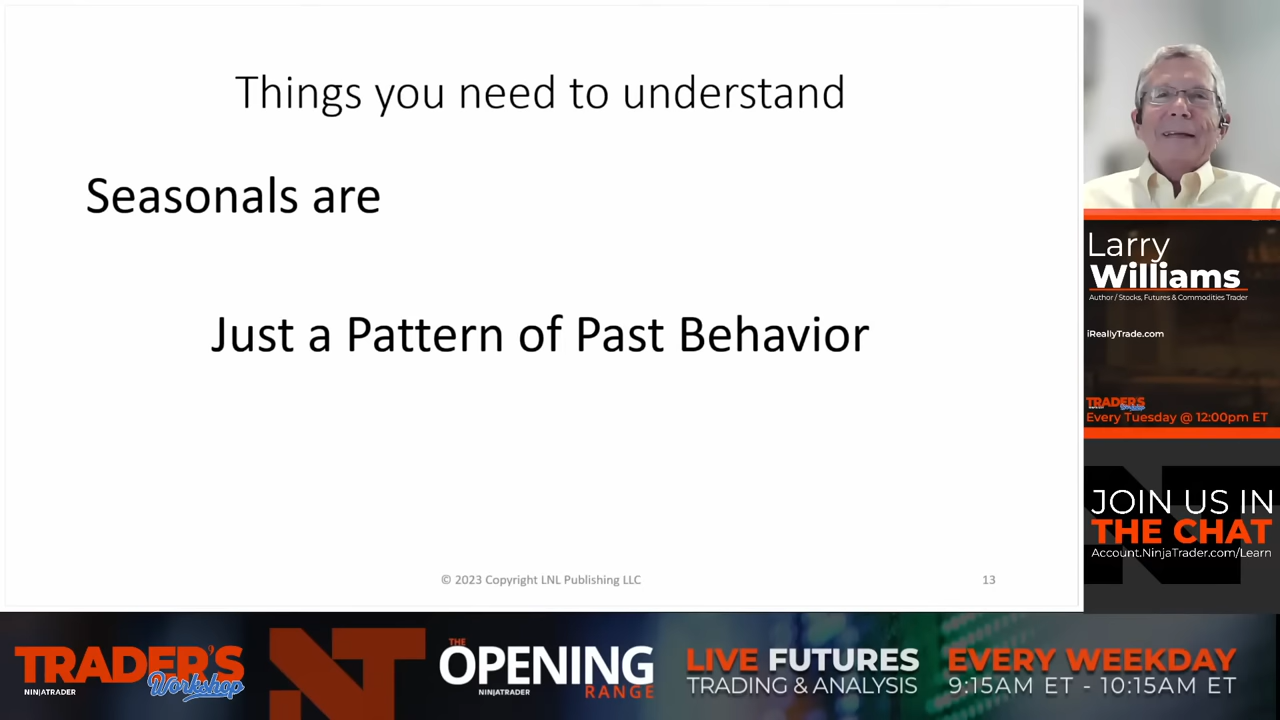 Things you need to understand
Seasonals are
Just a Pattern of Past Behavior
© 2023 Copyright LNL Publishing LLC
13
Larry
Williams
Author / Stocks, Futures & Commodities Trader
iReallyTrade.com
TRADER'S
Workshop
Every Tuesday @ 12:00pm ET
JOIN US IN
THE CHAT
Account.NinjaTrader.com/Learn
TRADER'S
Workshop
NINJATRADER
NT
THE
OPENING
RANGE
NINJATRADER
LIVE FUTURES
TRADING & ANALYSIS
EVERY WEEKDAY
9:15AM ET - 10:15AM ET